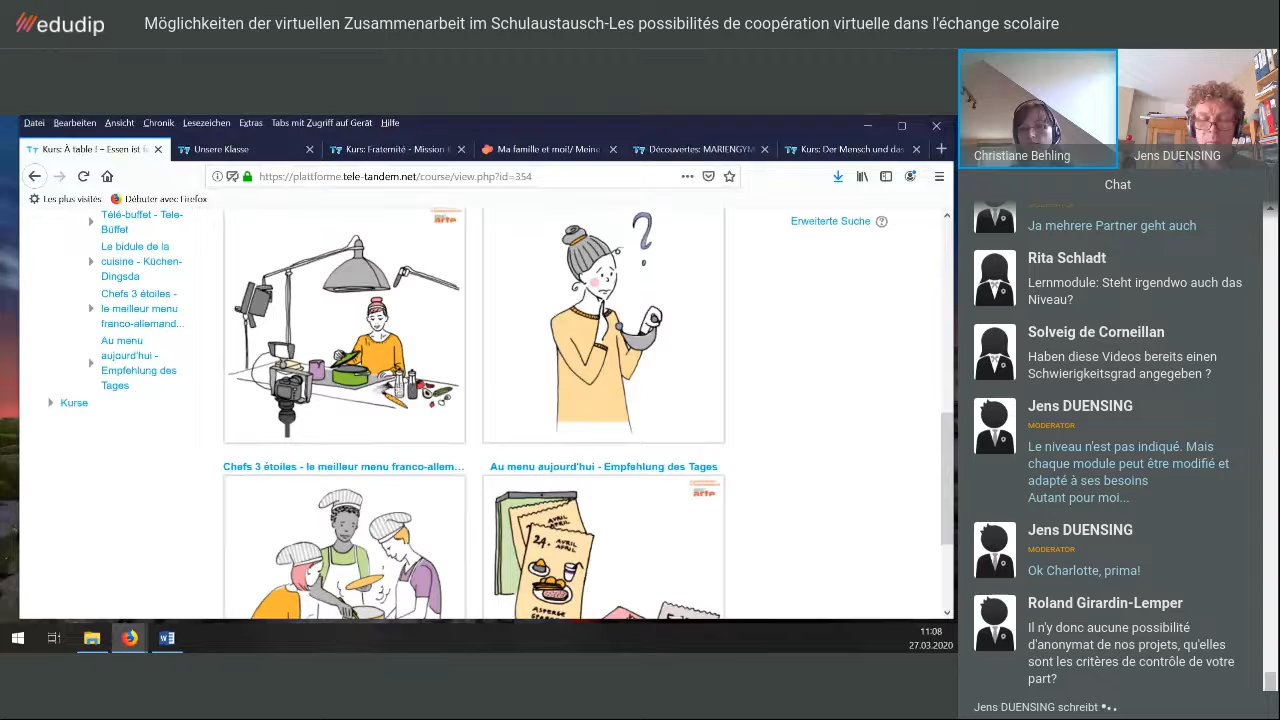 edudip
Möglichkeiten der virtuellen Zusammenarbeit im Schulaustausch-Les possibilités de coopération virtuelle dans l'échange scolaire
Datei Bearbeiten Ansicht Chronik Lesezeichen Extras Tabs mit Zugriff auf Gerät Hilfe
Kurs: À table ! – Essen ist f
Unsere Klasse
Kurs: Fraternité - Mission
Ma famille et moi!/ Meine
Découvertes: MARIENGYM
Kurs: Der Mensch und das
https://plattforme.tele-tandem.net/course/view.php?id=354
Les plus visités
Débuter avec Firefox
Télé-buffet - Tele-
Büffet
Le bidule de la
cuisine - Küchen-
Dingsda
Chefs 3 étoiles -
le meilleur menu
franco-allemand...
Au menu
aujourd'hui -
Empfehlung des
Tages
Kurse
arte
Erweiterte Suche
Chefs 3 étoiles - le meilleur menu franco-allem...
Au menu aujourd'hui - Empfehlung des Tages
arte
AVRIL
APRIL
AVRIL
APRIL
24.
ASPERGE
11:08
27.03.2020
Christiane Behling
Jens DUENSING
Chat
Ja mehrere Partner geht auch
Rita Schladt
Lernmodule: Steht irgendwo auch das
Niveau?
Solveig de Corneillan
Haben diese Videos bereits einen
Schwierigkeitsgrad angegeben ?
Jens DUENSING
MODERATOR
Le niveau n'est pas indiqué. Mais
chaque module peut être modifié et
adapté à ses besoins
Autant pour moi...
Jens DUENSING
MODERATOR
Ok Charlotte, prima!
Roland Girardin-Lemper
Il n'y donc aucune possibilité
d'anonymat de nos projets, qu'elles
sont les critères de contrôle de votre
part?
Jens DUENSING schreibt